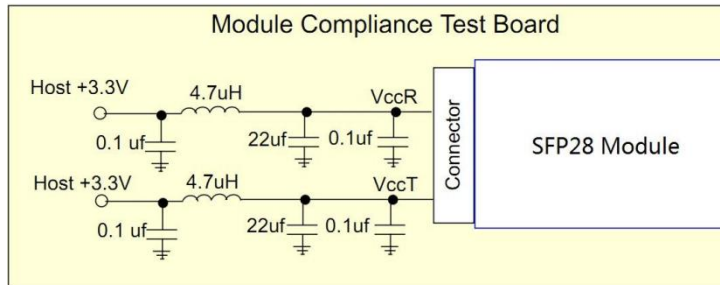 Module Compliance Test Board
Host +3.3V
4.7uH
VccR
0.1 uf
22uf
0.1uf
Host +3.3V
4.7uH
VccT
0.1 uf
22uf
0.1uf
Connector
SFP28 Module